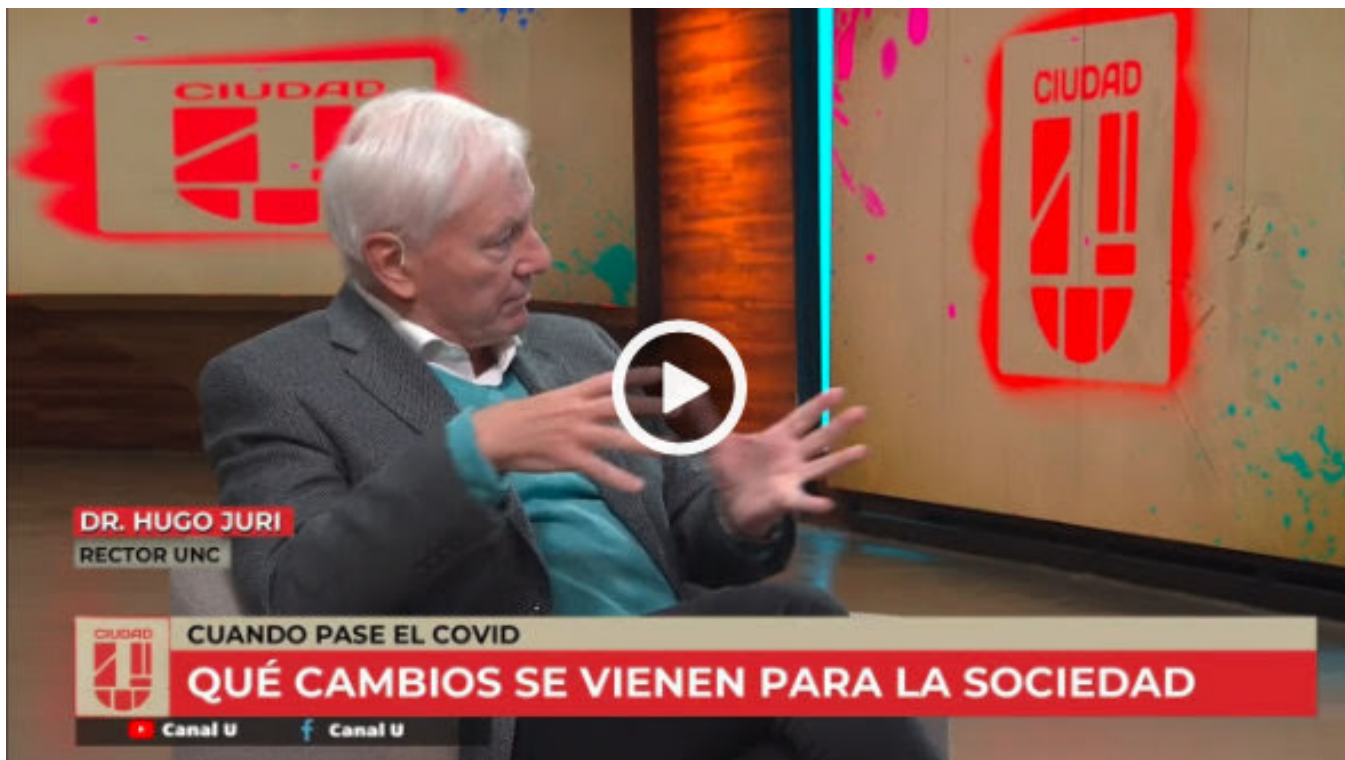 CIUDAD
CIUDAD
DR. HUGO JURI
RECTOR UNC
CIUDAD
CUANDO PASE EL COVID
QUÉ CAMBIOS SE VIENEN PARA LA SOCIEDAD
Canal U
Canal U